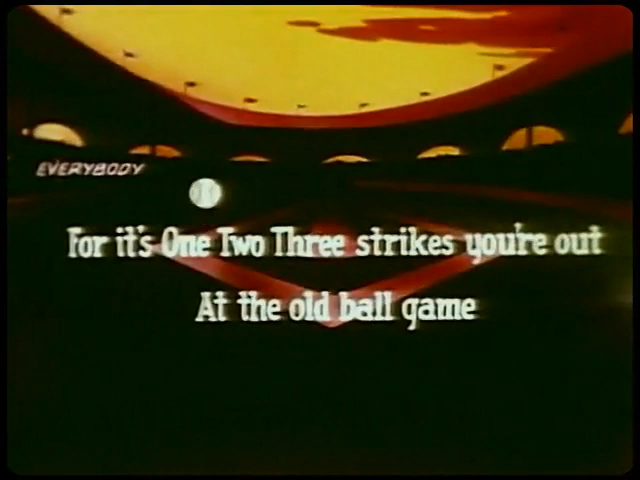 EVERYBODY
For it's One Two Three strikes you're out
At the old ball game